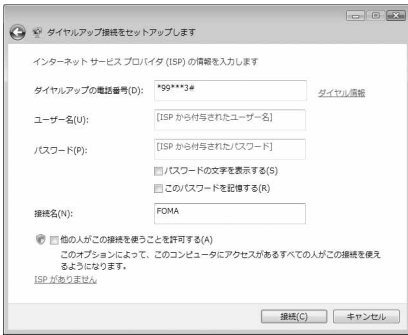 ダイヤルアップ接続をセットアップします
インターネット サービス プロバイダ (ISP) の情報を入力します
ダイヤルアップの電話番号(D): *99***3# ダイヤル情報
ユーザー名(U): [ISP から付与されたユーザー名]
パスワード(P): [ISP から付与されたパスワード]
パスワードの文字を表示する(S)
このパスワードを記憶する(R)
接続名(N): FOMA
他の人がこの接続を使うことを許可する(A)
このオプションによって、このコンピュータにアクセスがあるすべての人がこの接続を使え
るようになります。
ISP がありません
接続(C) キャンセル